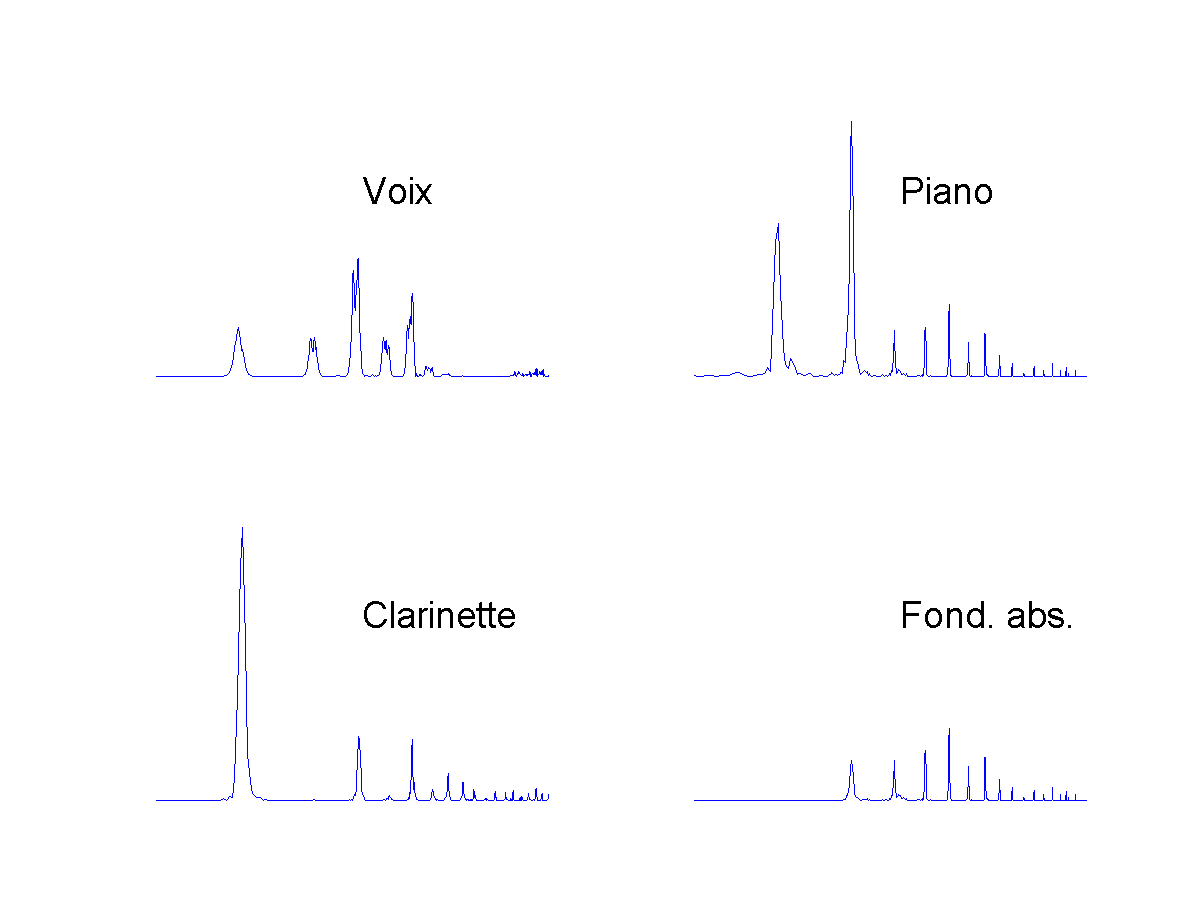 Voix
Piano
Clarinette
Fond. abs.